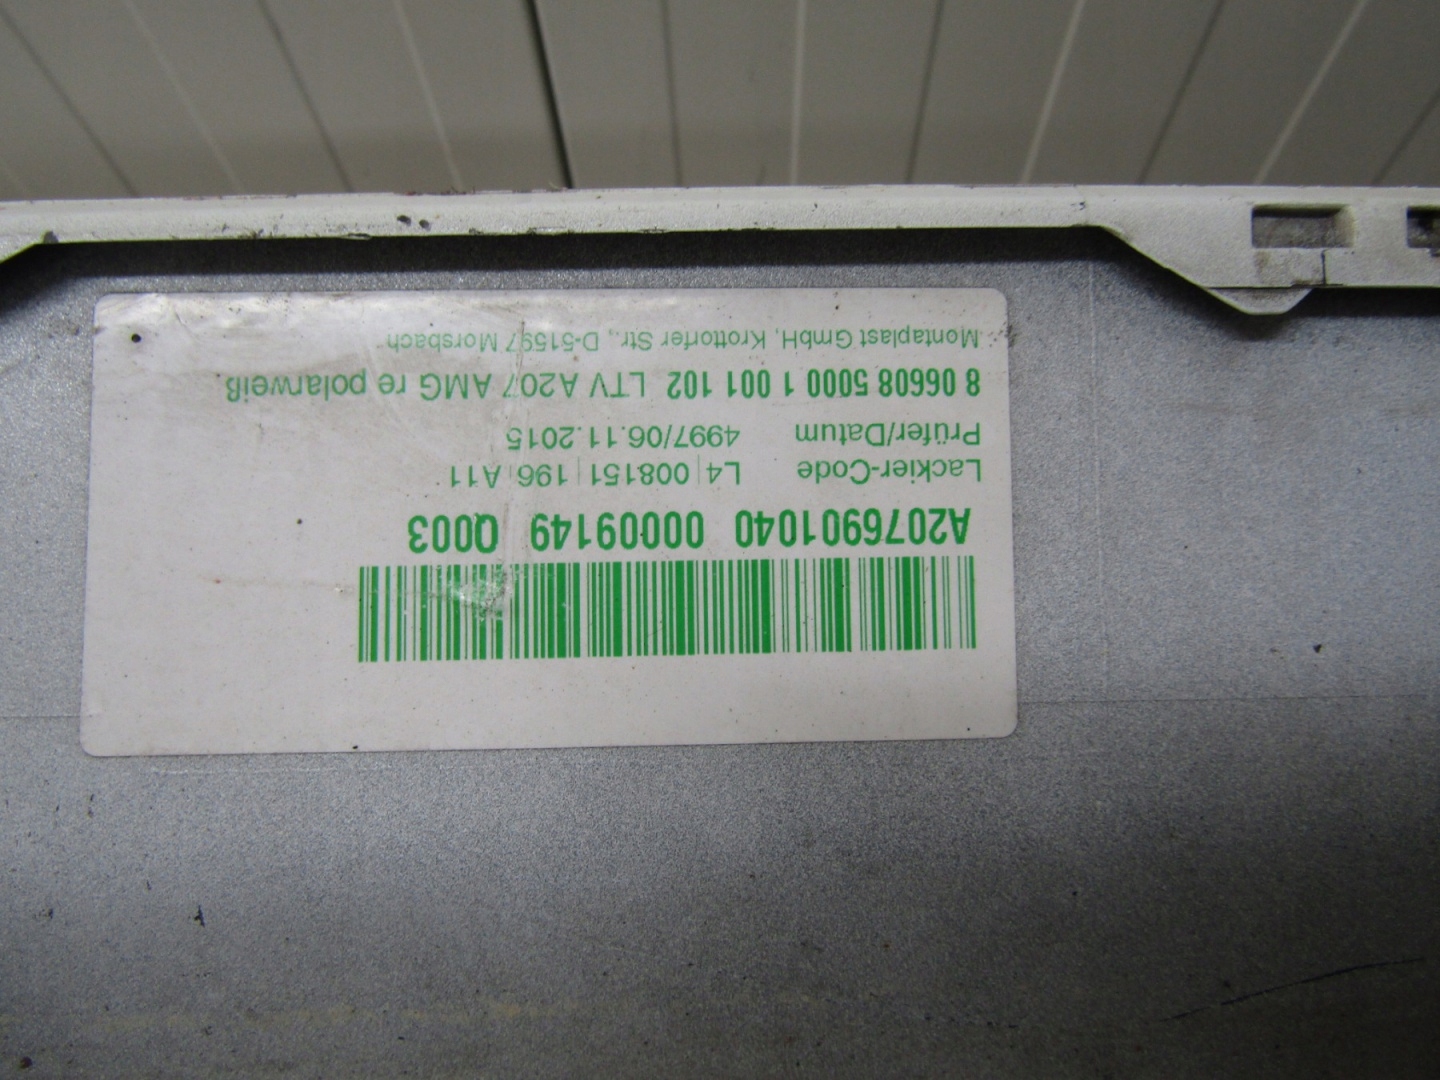 Montaplast GmbH, Krottorfer Str., D-51597 Morsbach
8 06608 5000 1 001 102 LTV A207 AMG re polarweiß
Prüfer/Datum 4997/06.11.2015
Lackier-Code L4 | 008151 | 196 | A11
A2076901040 00009149 Q003